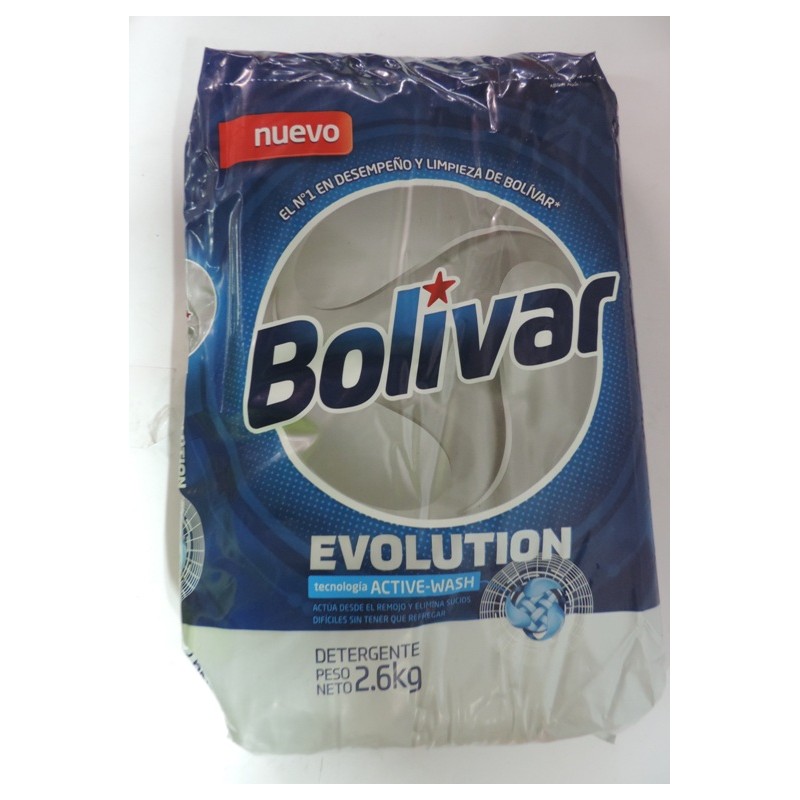 nuevo
EL N°1 EN DESEMPEÑO Y LIMPIEZA DE BOLÍVAR*
Bolivar
EVOLUTION
tecnología ACTIVE-WASH
ACTÚA DESDE EL REMOJO Y ELIMINA SUCIOS
DIFÍCILES SIN TENER QUE REFREGAR
DETERGENTE
PESO
NETO 2.6kg